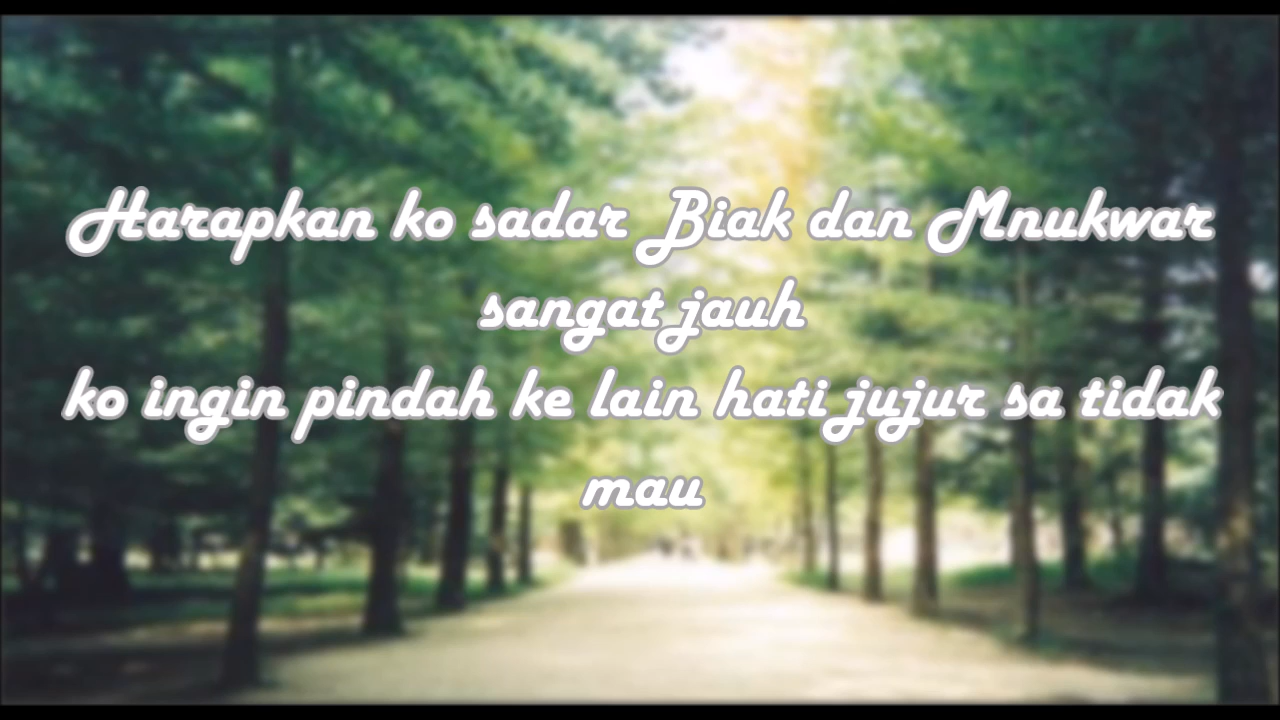 Harapkan ko sadar Biak dan Mnukwar
sangat jauh
ko ingin pindah ke lain hati jujur sa tidak
mau